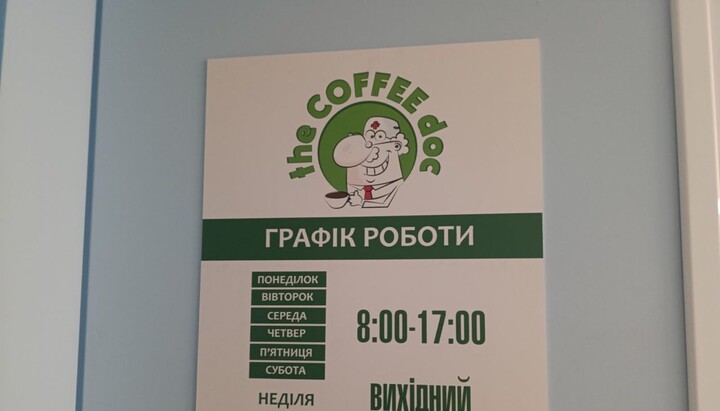 the COFFEE doc
ГРАФІК РОБОТИ
ПОНЕДІЛОК
ВІВТОРОК
СЕРЕДА
ЧЕТВЕР
П'ЯТНИЦЯ
СУБОТА
8:00-17:00
НЕДІЛЯ ВИХІДНИЙ